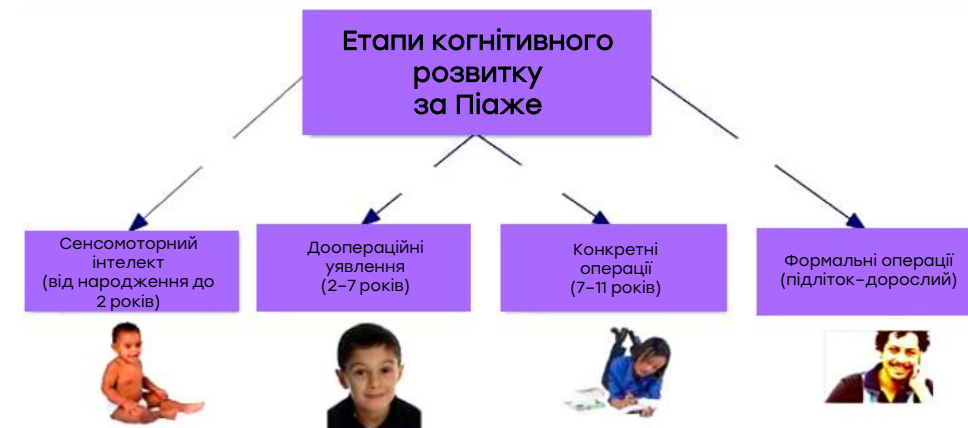 Етапи когнітивного
розвитку
за Піаже
Сенсомоторний
інтелект
(від народження до
2 років)
Доопераційні
уявлення
(2–7 років)
Конкретні
операції
(7–11 років)
Формальні операції
(підліток–дорослий)